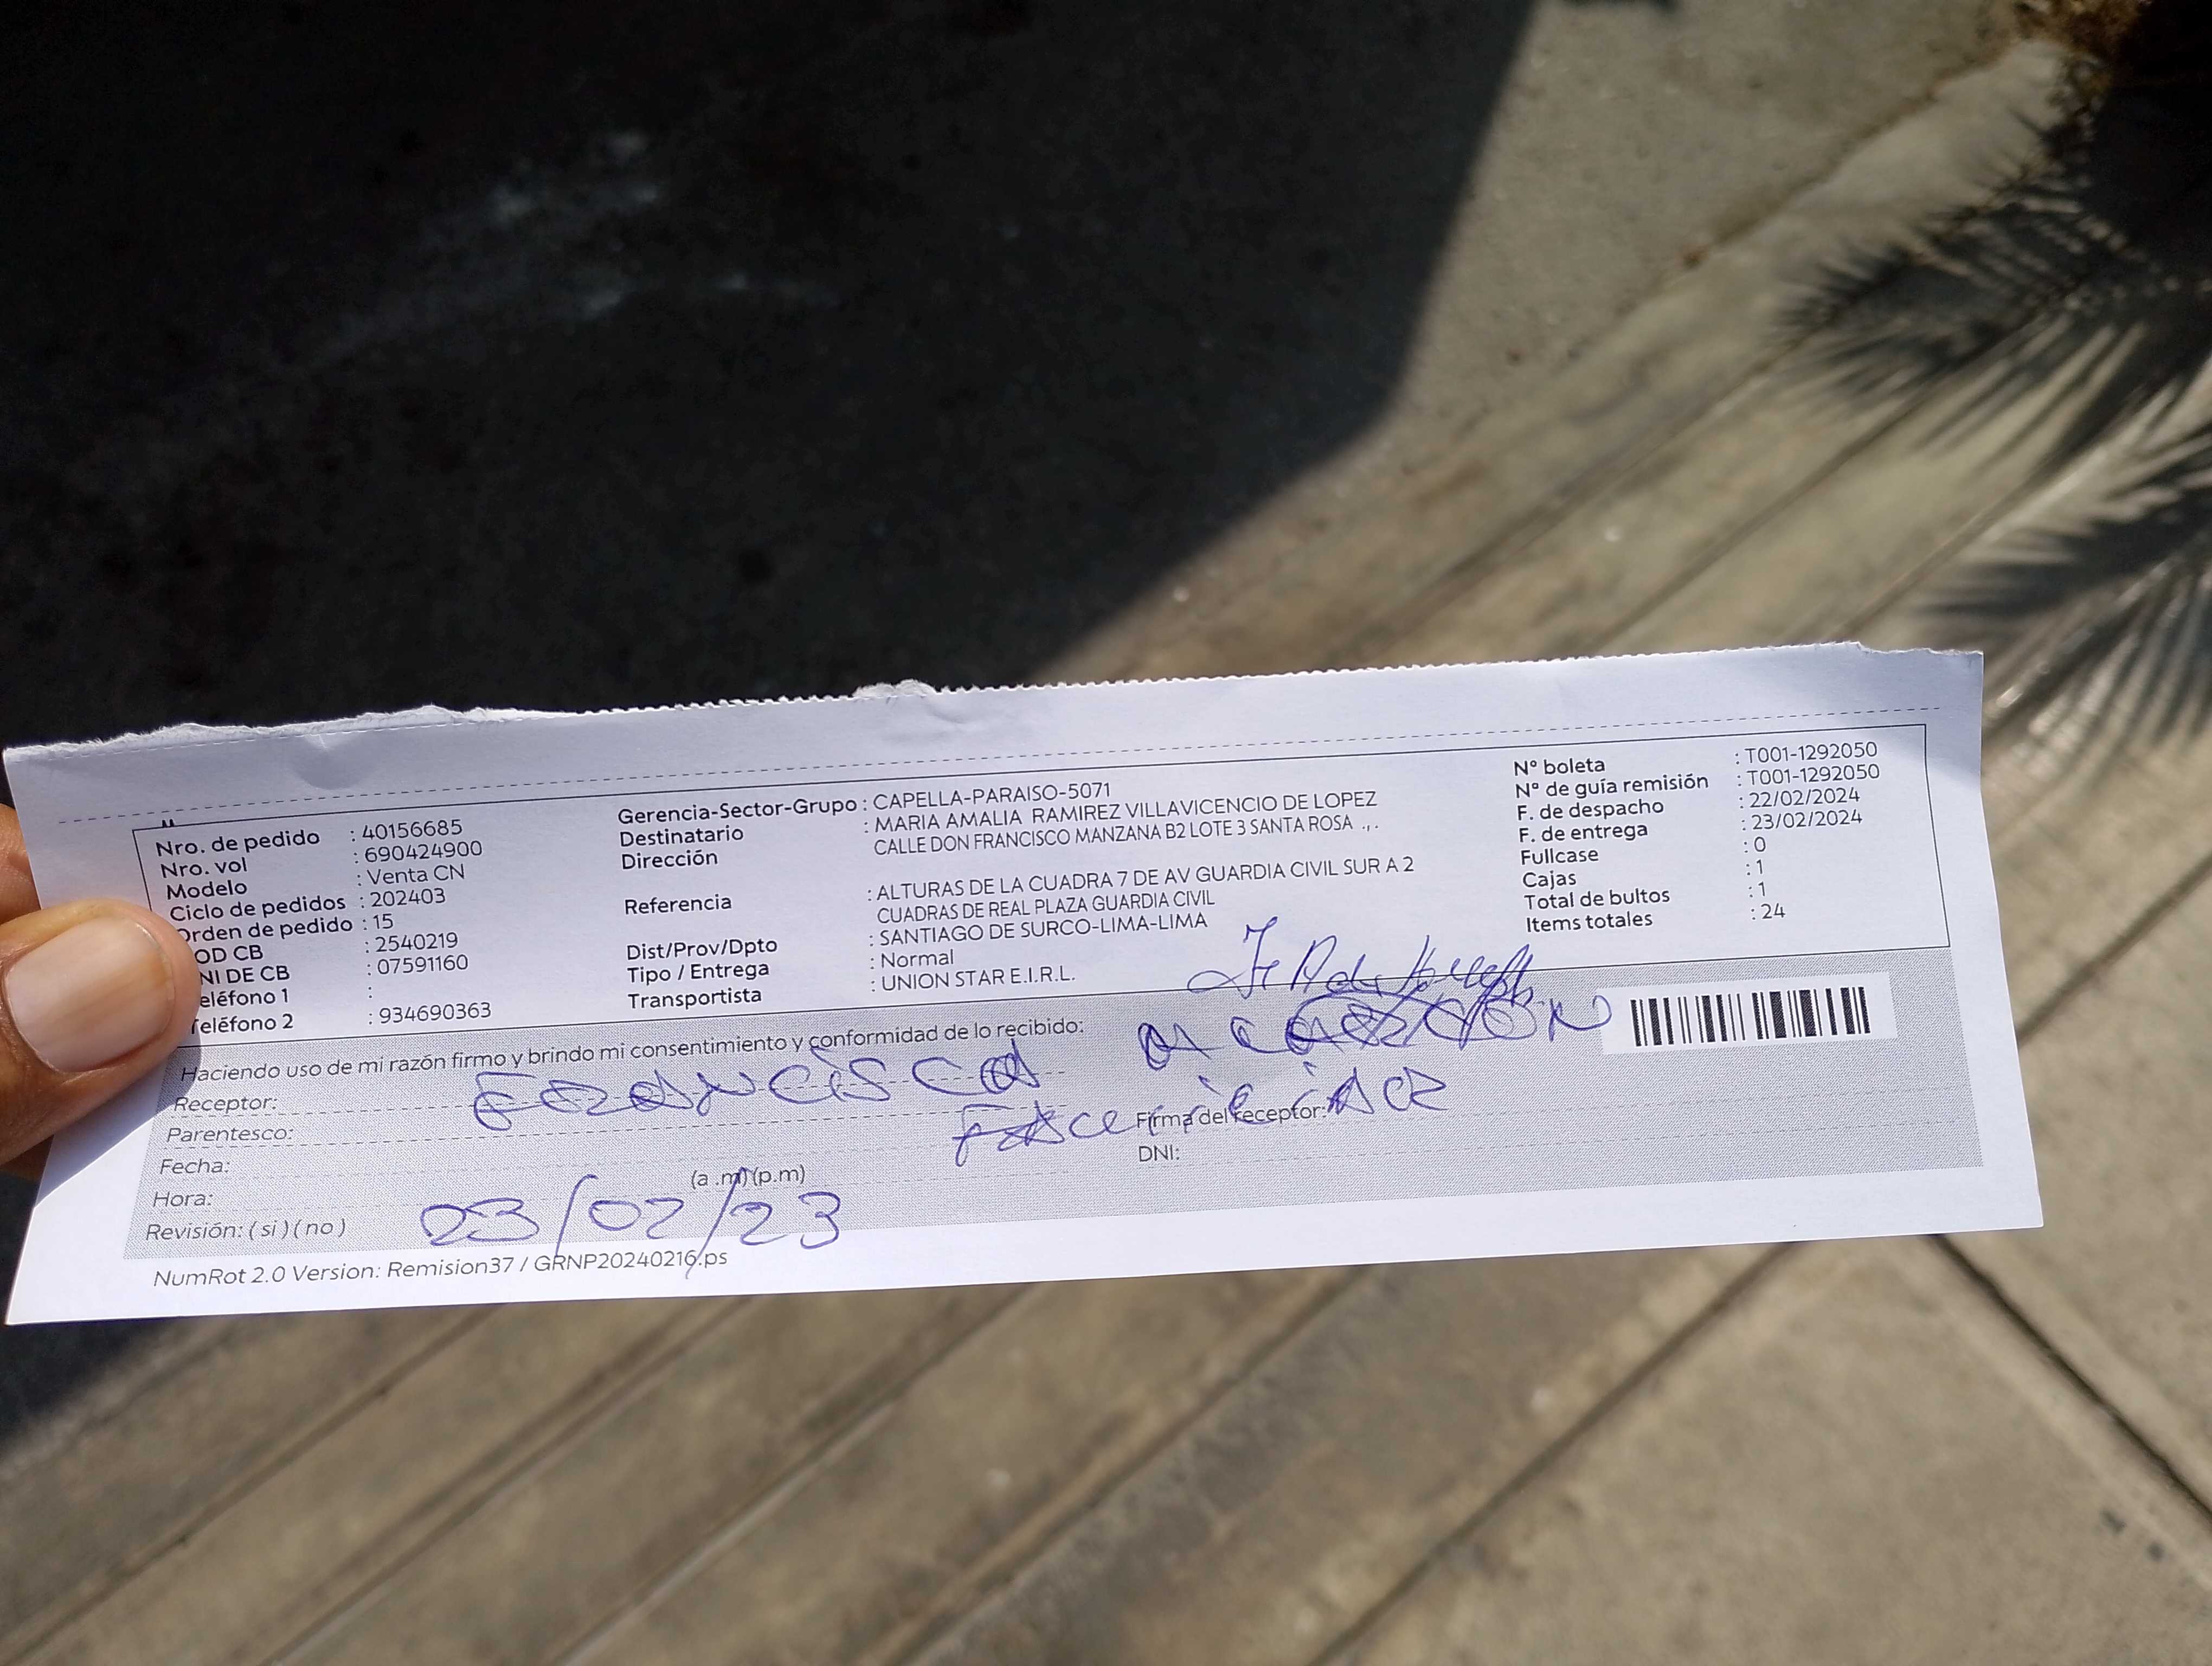 Nro. de pedido : 40156685
Nro. vol : 690424900
Modelo : Venta CN
Ciclo de pedidos : 202403
Orden de pedido : 15
OD CB : 2540219
NI DE CB : 07591160
eléfono 1 :
Teléfono 2 : 934690363
Gerencia-Sector-Grupo : CAPELLA-PARAISO-5071
Destinatario : MARIA AMALIA RAMIREZ VILLAVICENCIO DE LOPEZ
Dirección CALLE DON FRANCISCO MANZANA B2 LOTE 3 SANTA ROSA .,.
Referencia : ALTURAS DE LA CUADRA 7 DE AV GUARDIA CIVIL SUR A 2
CUADRAS DE REAL PLAZA GUARDIA CIVIL
Dist/Prov/Dpto : SANTIAGO DE SURCO-LIMA-LIMA
Tipo / Entrega : Normal
Transportista : UNION STAR E.I.R.L.
N° boleta : T001-1292050
N° de guía remisión : T001-1292050
F. de despacho : 22/02/2024
F. de entrega : 23/02/2024
Fullcase : 0
Cajas : 1
Total de bultos : 1
Items totales : 24
Haciendo uso de mi razón firmo y brindo mi consentimiento y conformidad de lo recibido:
Receptor:
Parentesco:
Fecha:
Hora: (a .m) (p.m)
Revisión: ( si ) ( no )
23/02/23
Firma del receptor:
DNI:
NumRot 2.0 Version: Remision37 / GRNP20240216.ps